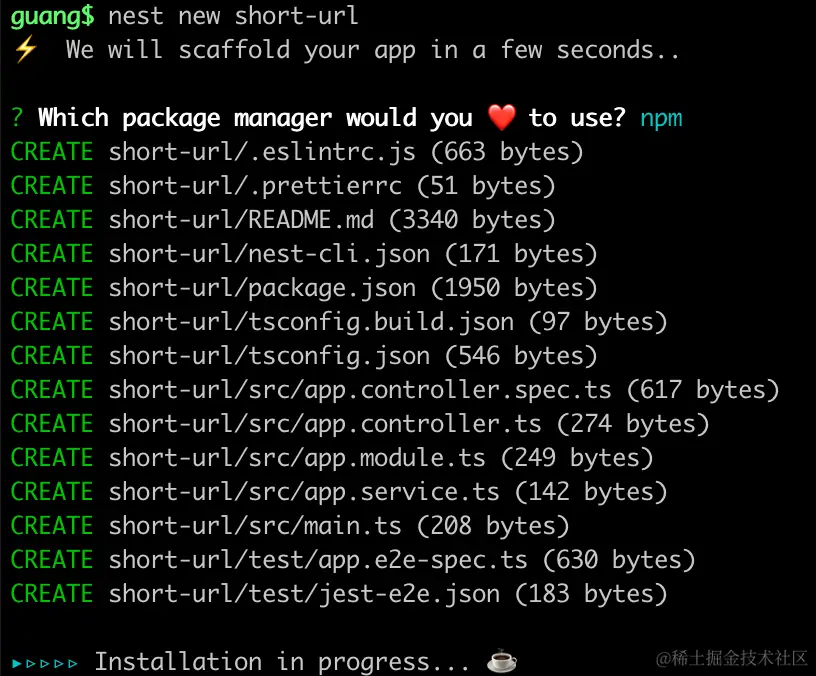 guang$ nest new short-url
⚡ We will scaffold your app in a few seconds..
? Which package manager would you ❤️ to use? npm
CREATE short-url/.eslintrc.js (663 bytes)
CREATE short-url/.prettierrc (51 bytes)
CREATE short-url/README.md (3340 bytes)
CREATE short-url/nest-cli.json (171 bytes)
CREATE short-url/package.json (1950 bytes)
CREATE short-url/tsconfig.build.json (97 bytes)
CREATE short-url/tsconfig.json (546 bytes)
CREATE short-url/src/app.controller.spec.ts (617 bytes)
CREATE short-url/src/app.controller.ts (274 bytes)
CREATE short-url/src/app.module.ts (249 bytes)
CREATE short-url/src/app.service.ts (142 bytes)
CREATE short-url/src/main.ts (208 bytes)
CREATE short-url/test/app.e2e-spec.ts (630 bytes)
CREATE short-url/test/jest-e2e.json (183 bytes)
▸▹▹▹▹ Installation in progress... ☕
@稀土掘金技术社区